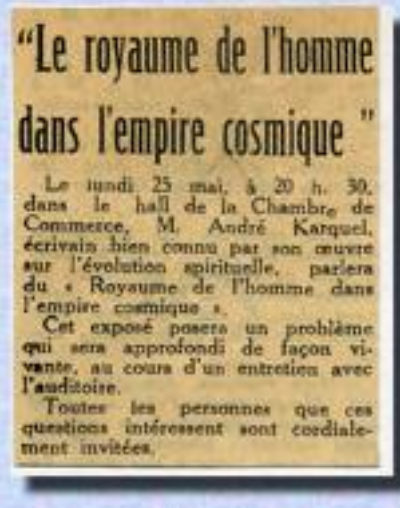 “Le royaume de l'homme
dans l'empire cosmique ”
Le lundi 25 mai, à 20 h. 30,
dans le hall de la Chambre de
Commerce, M. André Karquel,
écrivain bien connu par son œuvre
sur l'évolution spirituelle, parlera
du « Royaume de l'homme dans
l'empire cosmique ».
Cet exposé posera un problème
qui sera approfondi de façon vi-
vante, au cours d'un entretien avec
l'auditoire.
Toutes les personnes que ces
questions intéressent sont cordiale-
ment invitées.